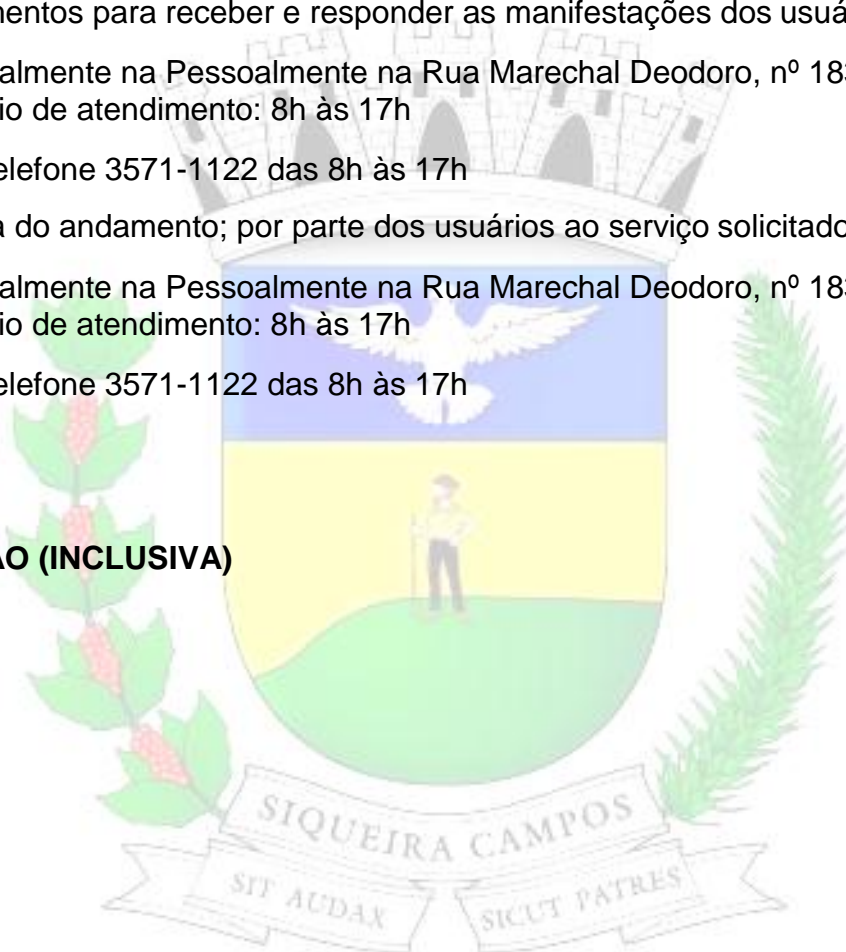 mentos para receber e responder as manifestações dos usuá
almente na Pessoalmente na Rua Marechal Deodoro, nº 183
io de atendimento: 8h às 17h
elefone 3571-1122 das 8h às 17h
a do andamento; por parte dos usuários ao serviço solicitado
almente na Pessoalmente na Rua Marechal Deodoro, nº 183
io de atendimento: 8h às 17h
elefone 3571-1122 das 8h às 17h
ÃO (INCLUSIVA)
SIQUEIRA CAMPOS
SIT AUDAX SICUT PATRES